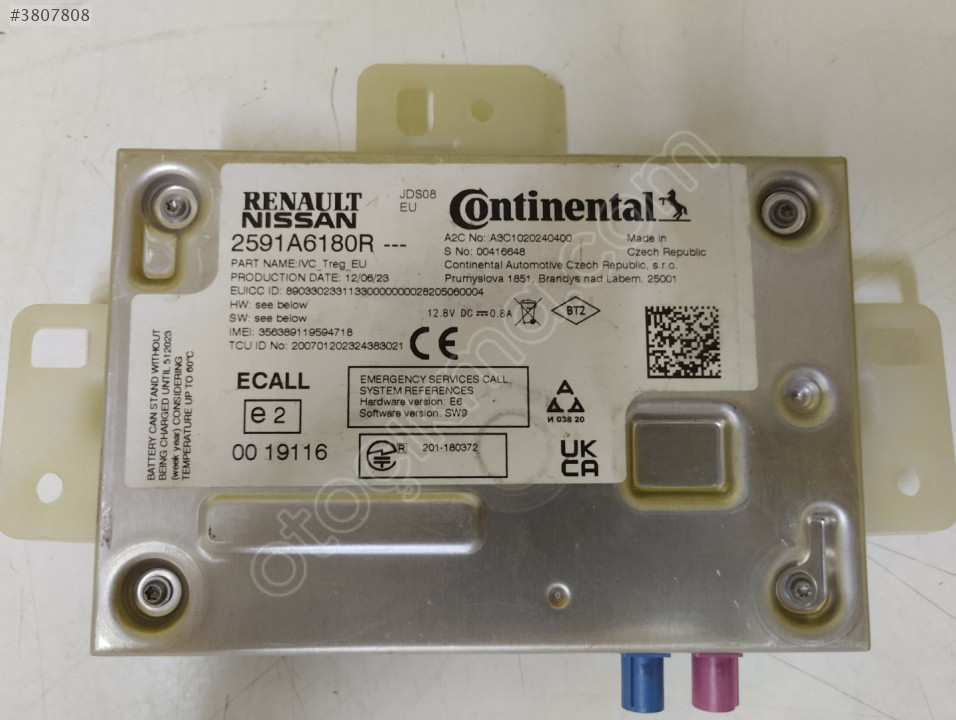 #3807808
RENAULT
NISSAN
JDS08
EU
Continental
2591A6180R ---
A2C No: A3C1020240400 Made in
S No: 00416648 Czech Republic
PART NAME:IVC_Treg_EU
Continental Automotive Czech Republic, s.r.o.
PRODUCTION DATE: 12/06/23
Prumyslova 1851, Brandys nad Labem, 25001
EUICC ID: 89033023311330000000028205060004
HW: see below
12.8V DC 0.8A
BT2
SW: see below
IMEI: 356389119594718
TCU ID No: 200701202324383021
CE
BATTERY CAN STAND WITHOUT
BEING CHARGED UNTIL 512023
(week year) CONSIDERING
TEMPERATURE UP TO 60°C
ECALL
e2
00 19116
EMERGENCY SERVICES CALL
SYSTEM REFERENCES
Hardware version: E6
Software version: SW9
R 201-180372
И 038 20
UK
CA
otocikma.com